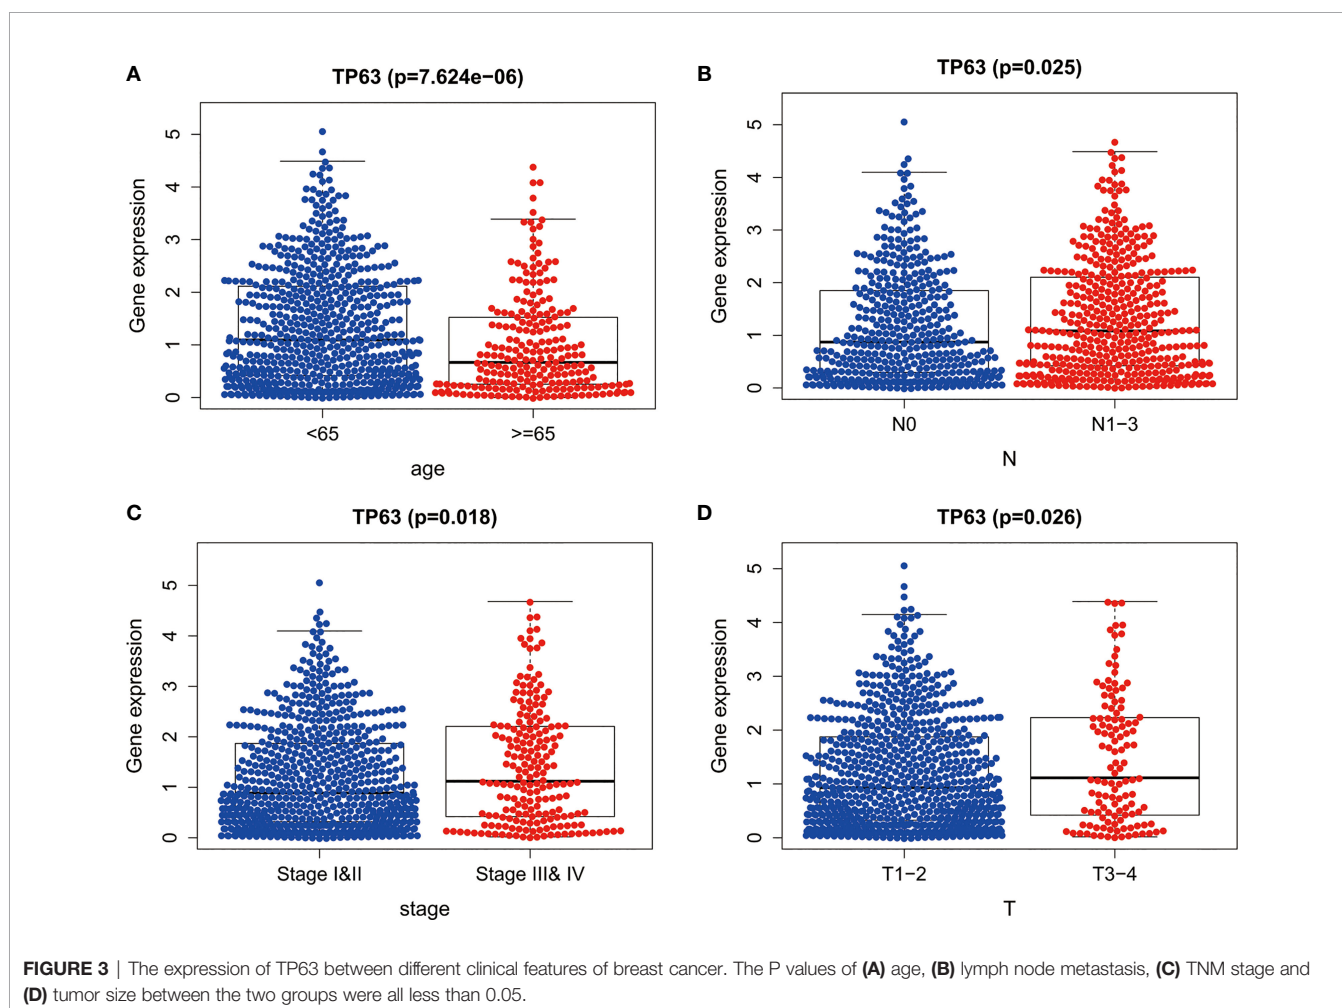 A
TP63 (p=7.624e−06)
Gene expression
5
4
3
2
1
0
<65
>=65
age
B
TP63 (p=0.025)
Gene expression
5
4
3
2
1
0
N0
N1−3
N
C
TP63 (p=0.018)
Gene expression
5
4
3
2
1
0
Stage I&II
Stage III& IV
stage
D
TP63 (p=0.026)
Gene expression
5
4
3
2
1
0
T1−2
T3−4
T
FIGURE 3 | The expression of TP63 between different clinical features of breast cancer. The P values of (A) age, (B) lymph node metastasis, (C) TNM stage and
(D) tumor size between the two groups were all less than 0.05.